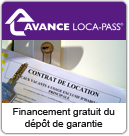 AVANCE LOCA-PASS®
CONTRAT DE LOCATION
Financement gratuit du
dépôt de garantie